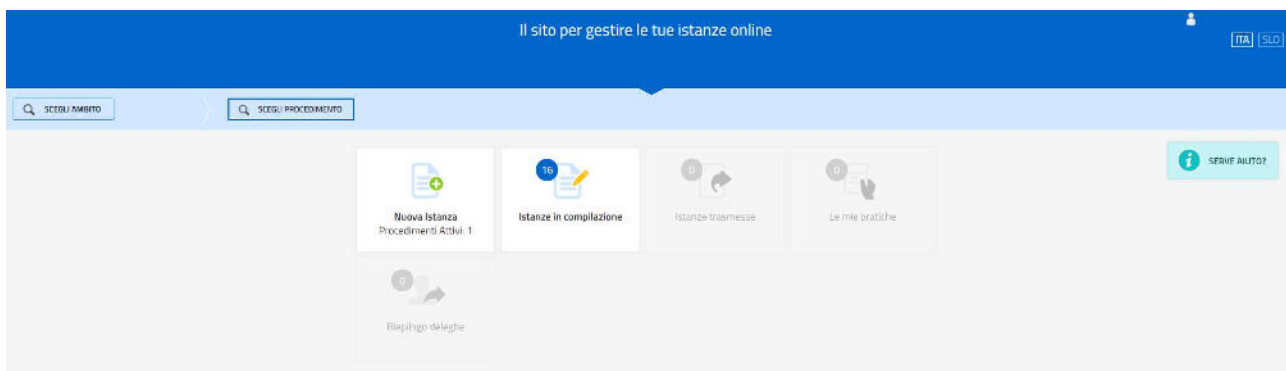 Il sito per gestire le tue istanze online
ITA SLO
SCEGLI AMBITO
SCEGLI PROCEDIMENTO
SERVE AIUTO?
16
0
0
Nuova Istanza
Procedimenti Attivi: 1
Istanze in compilazione
Istanze trasmesse
Le mie pratiche
0
Riepilogo deleghe